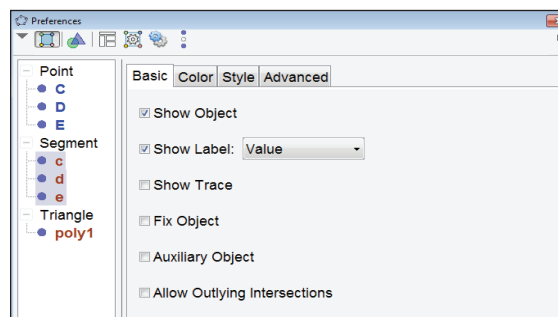 Preferences
Point
C
D
E
Segment
c
d
e
Triangle
poly1
Basic Color Style Advanced
Show Object
Show Label: Value
Show Trace
Fix Object
Auxiliary Object
Allow Outlying Intersections